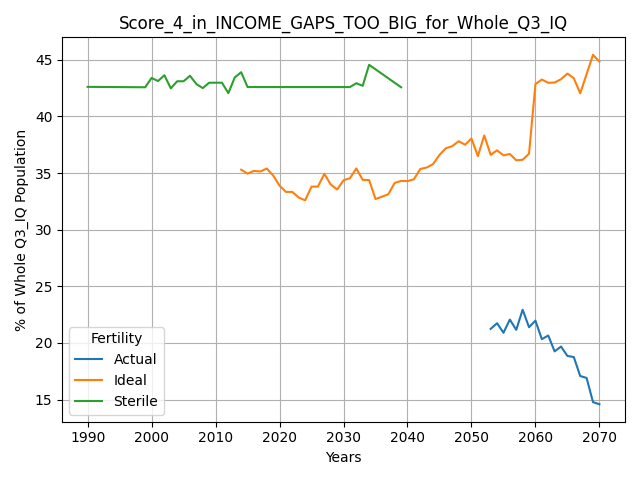 Score_4_in_INCOME_GAPS_TOO_BIG_for_Whole_Q3_IQ
% of Whole Q3_IQ Population
45
40
35
30
25
20
15
Fertility
Actual
Ideal
Sterile
1990 2000 2010 2020 2030 2040 2050 2060 2070
Years